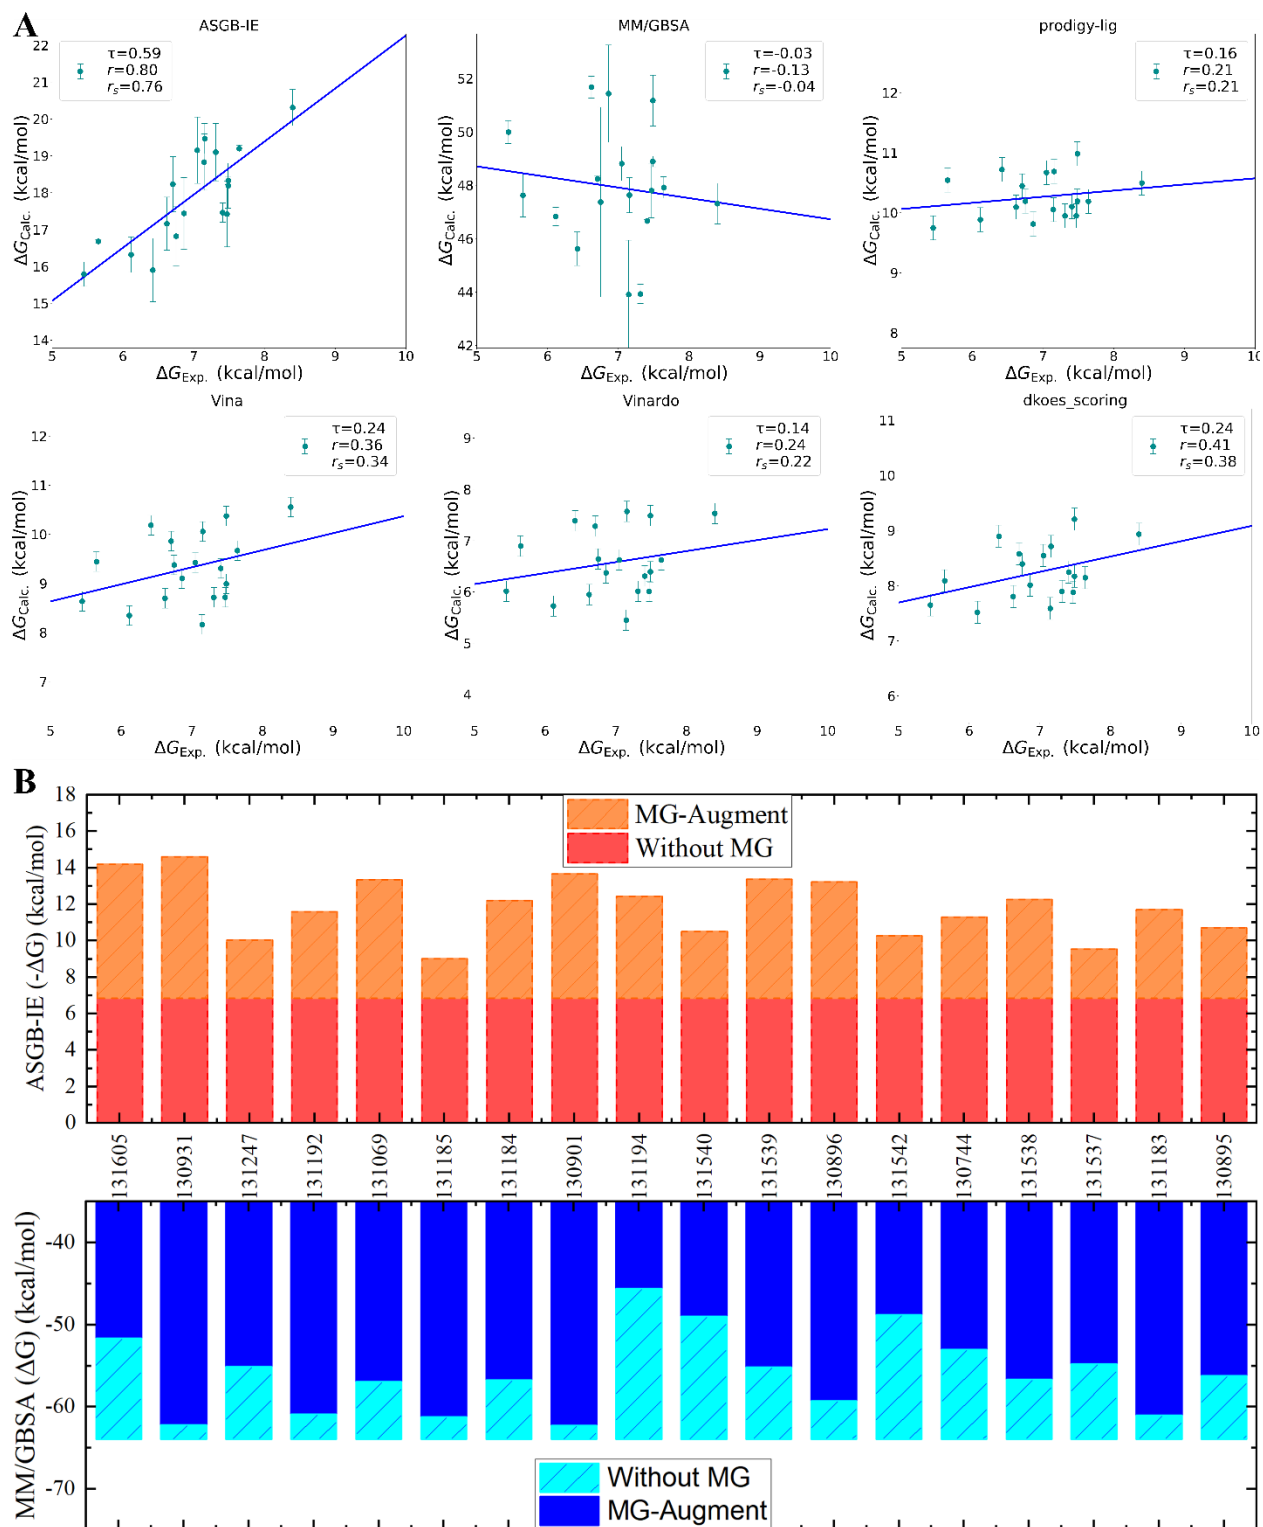 A
ASGB-IE
τ=0.59
r=0.80
rs=0.76
22
21
20
19
18
17
16
15
14
ΔGCalc. (kcal/mol)
5 6 7 8 9 10
ΔGExp. (kcal/mol)
MM/GBSA
τ=-0.03
r=-0.13
rs=-0.04
52
50
48
46
44
42
ΔGCalc. (kcal/mol)
5 6 7 8 9 10
ΔGExp. (kcal/mol)
prodigy-lig
τ=0.16
r=0.21
rs=0.21
12
11
10
9
8
ΔGCalc. (kcal/mol)
5 6 7 8 9 10
ΔGExp. (kcal/mol)
Vina
τ=0.24
r=0.36
rs=0.34
12
11
10
9
8
7
ΔGCalc. (kcal/mol)
5 6 7 8 9 10
ΔGExp. (kcal/mol)
Vinardo
τ=0.14
r=0.24
rs=0.22
9
8
7
6
5
4
ΔGCalc. (kcal/mol)
5 6 7 8 9 10
ΔGExp. (kcal/mol)
dkoes_scoring
τ=0.24
r=0.41
rs=0.38
11
10
9
8
7
6
ΔGCalc. (kcal/mol)
5 6 7 8 9 10
ΔGExp. (kcal/mol)
B
MG-Augment
Without MG
18
16
14
12
10
8
6
4
2
0
ASGB-IE (-ΔG) (kcal/mol)
131605
130931
131247
131192
131069
131185
131184
130901
131194
131540
131539
130896
131542
130744
131538
131537
131183
130895
-40
-50
-60
-70
MM/GBSA (ΔG) (kcal/mol)
Without MG
MG-Augment